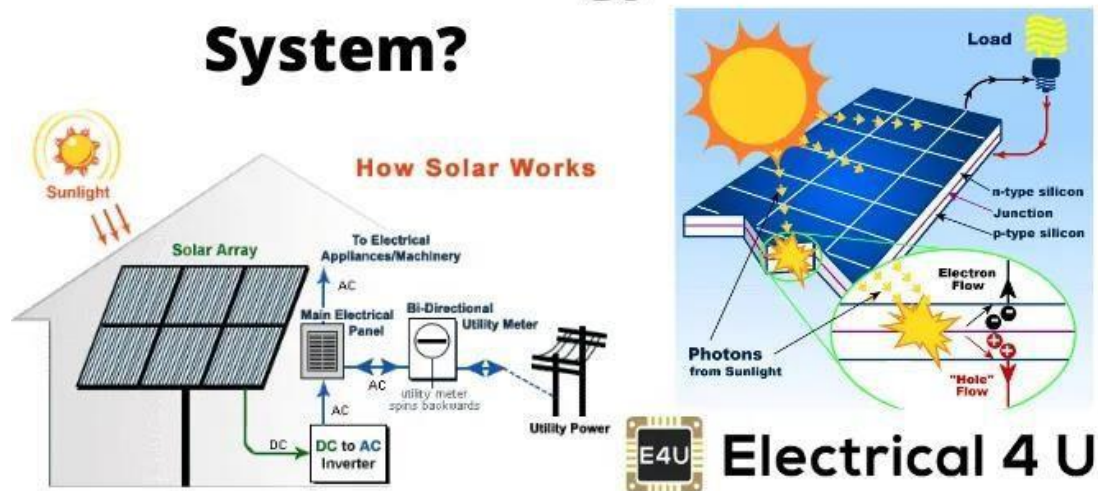 System?
How Solar Works
Sunlight
Solar Array
To Electrical
Appliances/Machinery
AC
Main Electrical
Panel
Bi-Directional
Utility Meter
AC
utility meter
spins backwards
AC
Utility Power
DC
DC to AC
Inverter
Load
n-type silicon
Junction
p-type silicon
Electron
Flow
Photons
from Sunlight
"Hole"
Flow
E4U
Electrical 4 U